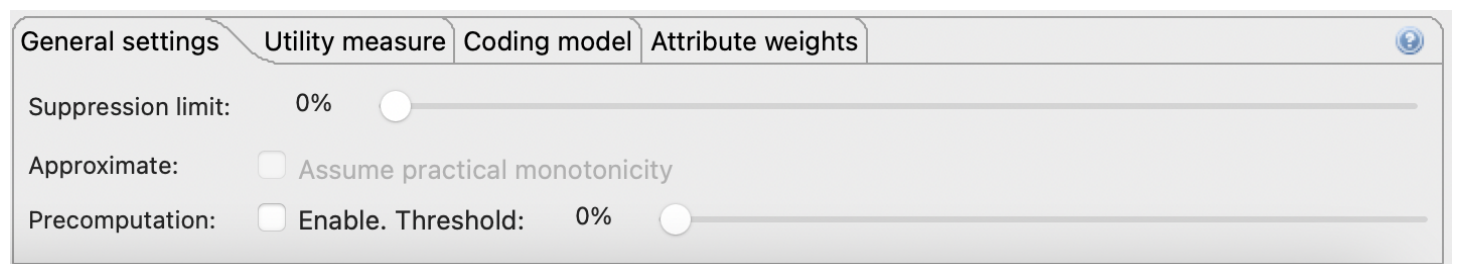 General settings Utility measure Coding model Attribute weights ?
Suppression limit: 0%
Approximate: Assume practical monotonicity
Precomputation: Enable. Threshold: 0%